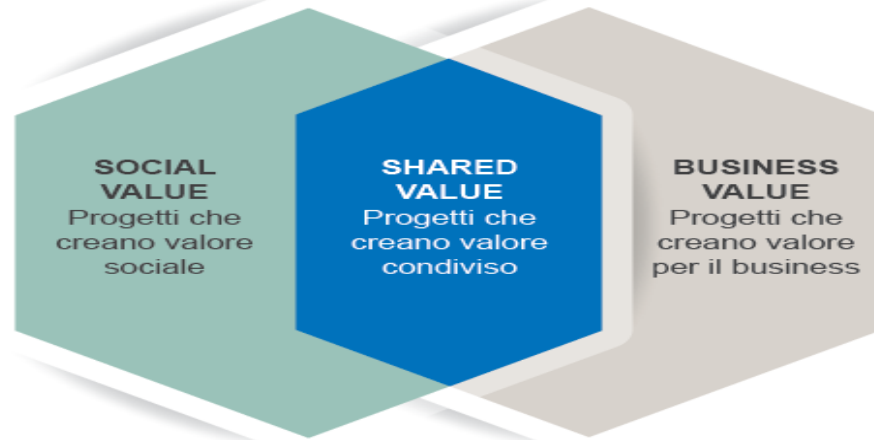 SOCIAL
VALUE
Progetti che
creano valore
sociale
SHARED
VALUE
Progetti che
creano valore
condiviso
BUSINESS
VALUE
Progetti che
creano valore
per il business